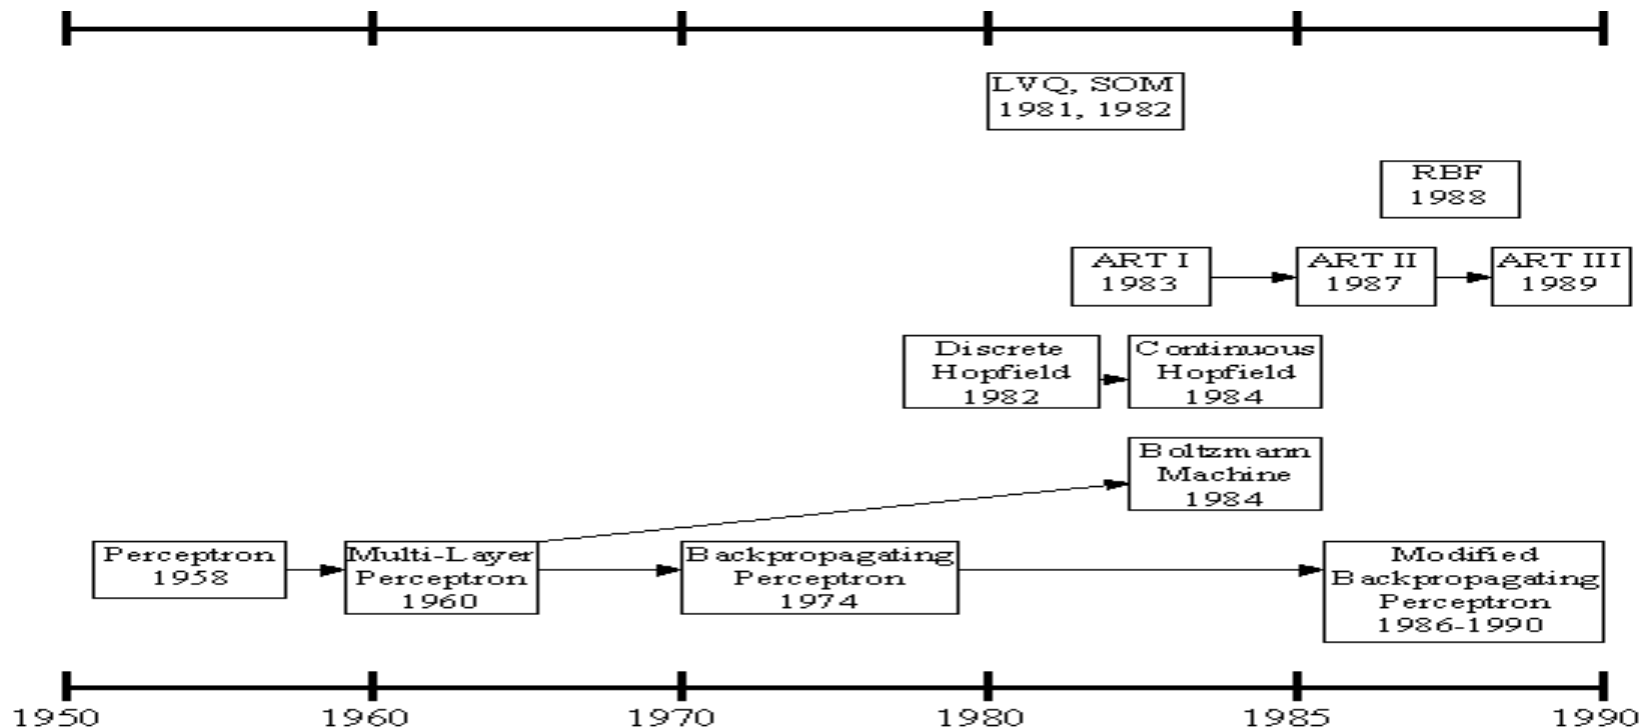 LVQ, SOM
1981, 1982
RBF
1988
ART I
1983
ART II
1987
ART III
1989
Discrete
Hopfield
1982
Continuous
Hopfield
1984
Boltzmann
Machine
1984
Perceptron
1958
Multi-Layer
Perceptron
1960
Backpropagating
Perceptron
1974
Modified
Backpropagating
Perceptron
1986-1990
1950
1960
1970
1980
1985
1990